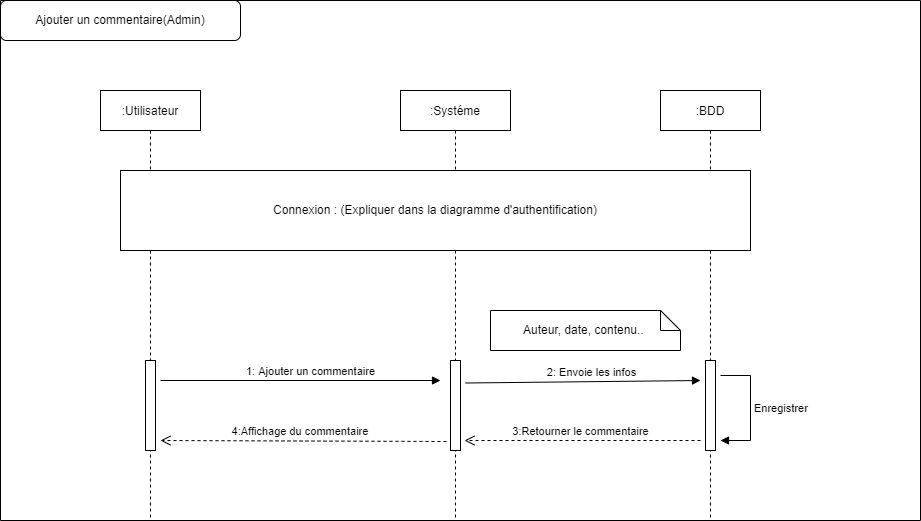 Ajouter un commentaire(Admin)
:Utilisateur
:Systéme
:BDD
Connexion : (Expliquer dans la diagramme d'authentification)
Auteur, date, contenu..
1: Ajouter un commentaire
2: Envoie les infos
Enregistrer
4:Affichage du commentaire
3:Retourner le commentaire